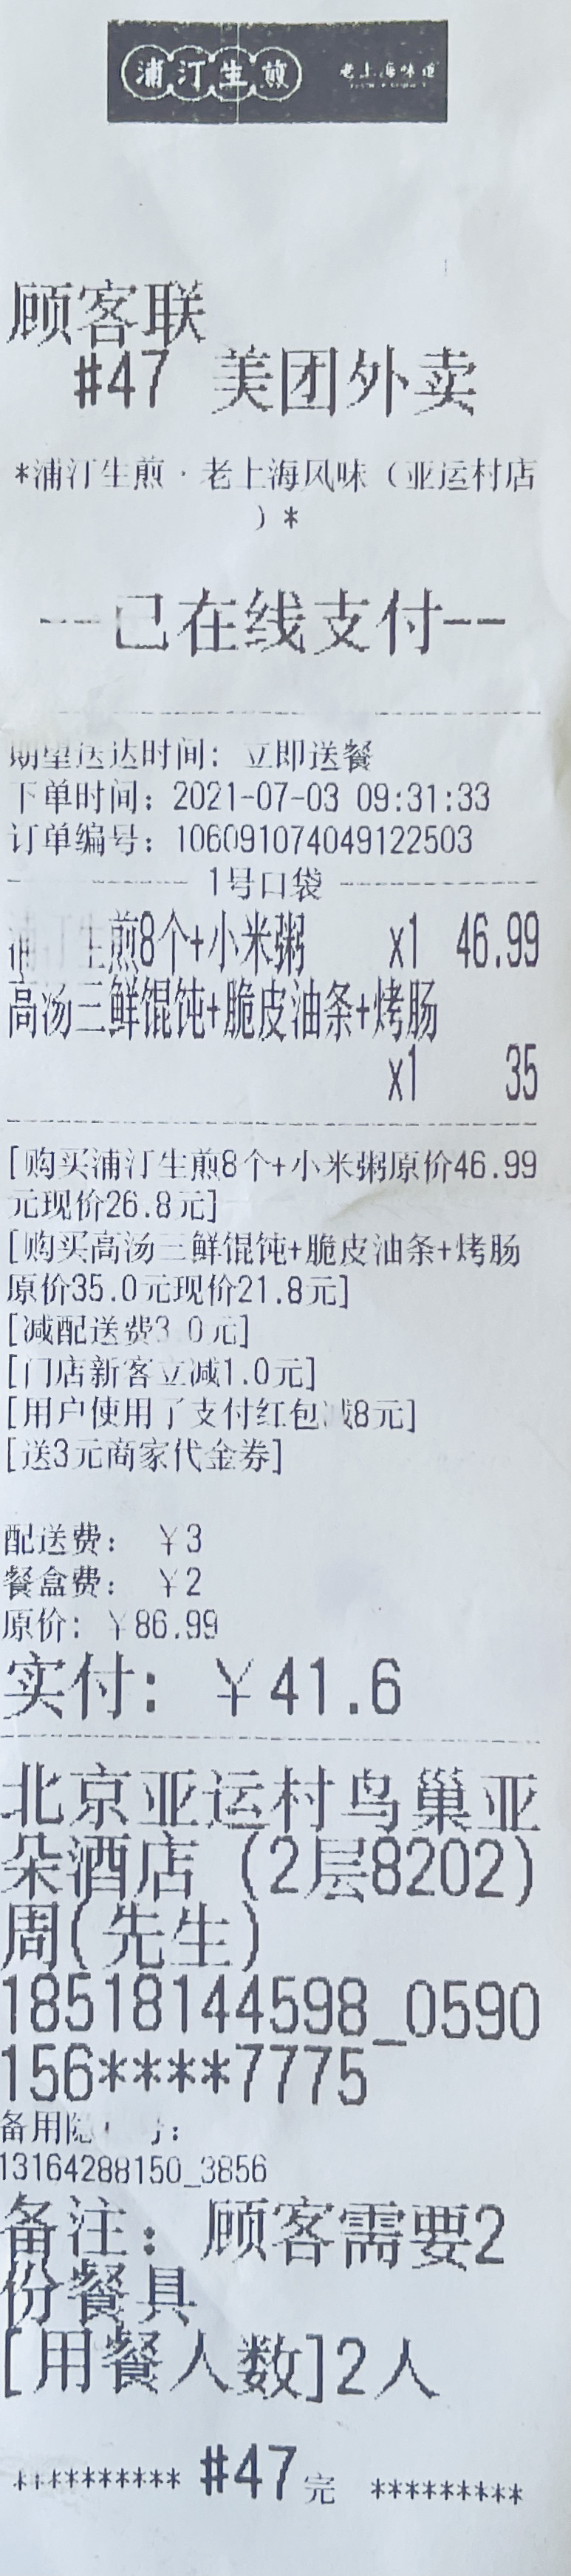 浦汀生煎 老上海味道
顾客联
#47 美团外卖
*浦汀生煎·老上海风味（亚运村店
）*
--已在线支付--
期望送达时间: 立即送餐
下单时间: 2021-07-03 09:31:33
订单编号: 106091074049122503
1号口袋
生煎8个+小米粥 x1 46.99
高汤三鲜馄饨+脆皮油条+烤肠
x1 35
[购买浦汀生煎8个+小米粥原价46.99
元现价26.8元]
[购买高汤三鲜馄饨+脆皮油条+烤肠
原价35.0元现价21.8元]
[减配送费3.0元]
[门店新客立减1.0元]
[用户使用了支付红包减8元]
[送3元商家代金券]
配送费: ￥3
餐盒费: ￥2
原价: ￥86.99
实付: ￥41.6
北京亚运村鸟巢亚
朵酒店 (2层8202)
周(先生)
18518144598_0590
156****7775
备用隐 号:
13164288150_3856
备注: 顾客需要2
份餐具
[用餐人数]2人
********** #47 完 *********